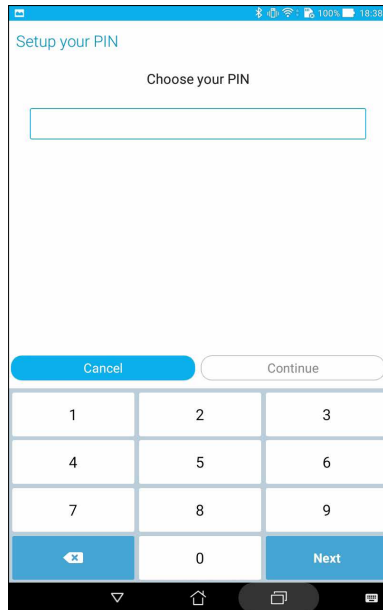 100% 18:38
Setup your PIN
Choose your PIN
Cancel Continue
1 2 3
4 5 6
7 8 9
0 Next